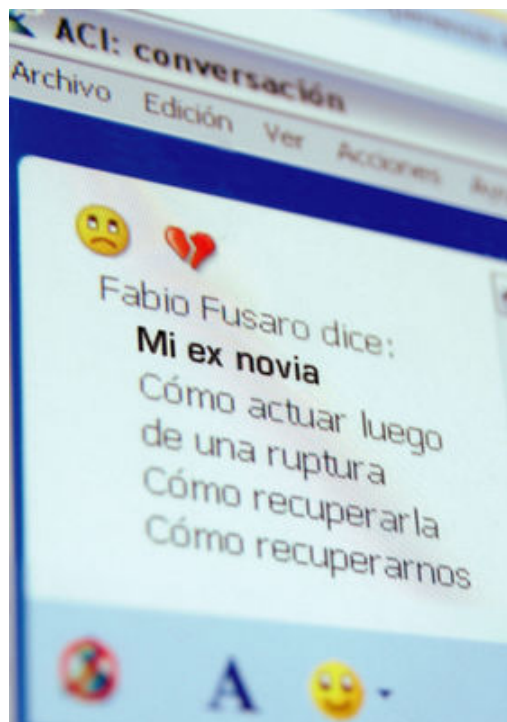 ACI: conversación
Archivo Edición Ver Acciones
Fabio Fusaro dice:
Mi ex novia
Cómo actuar luego
de una ruptura
Cómo recuperarla
Cómo recuperarnos
A